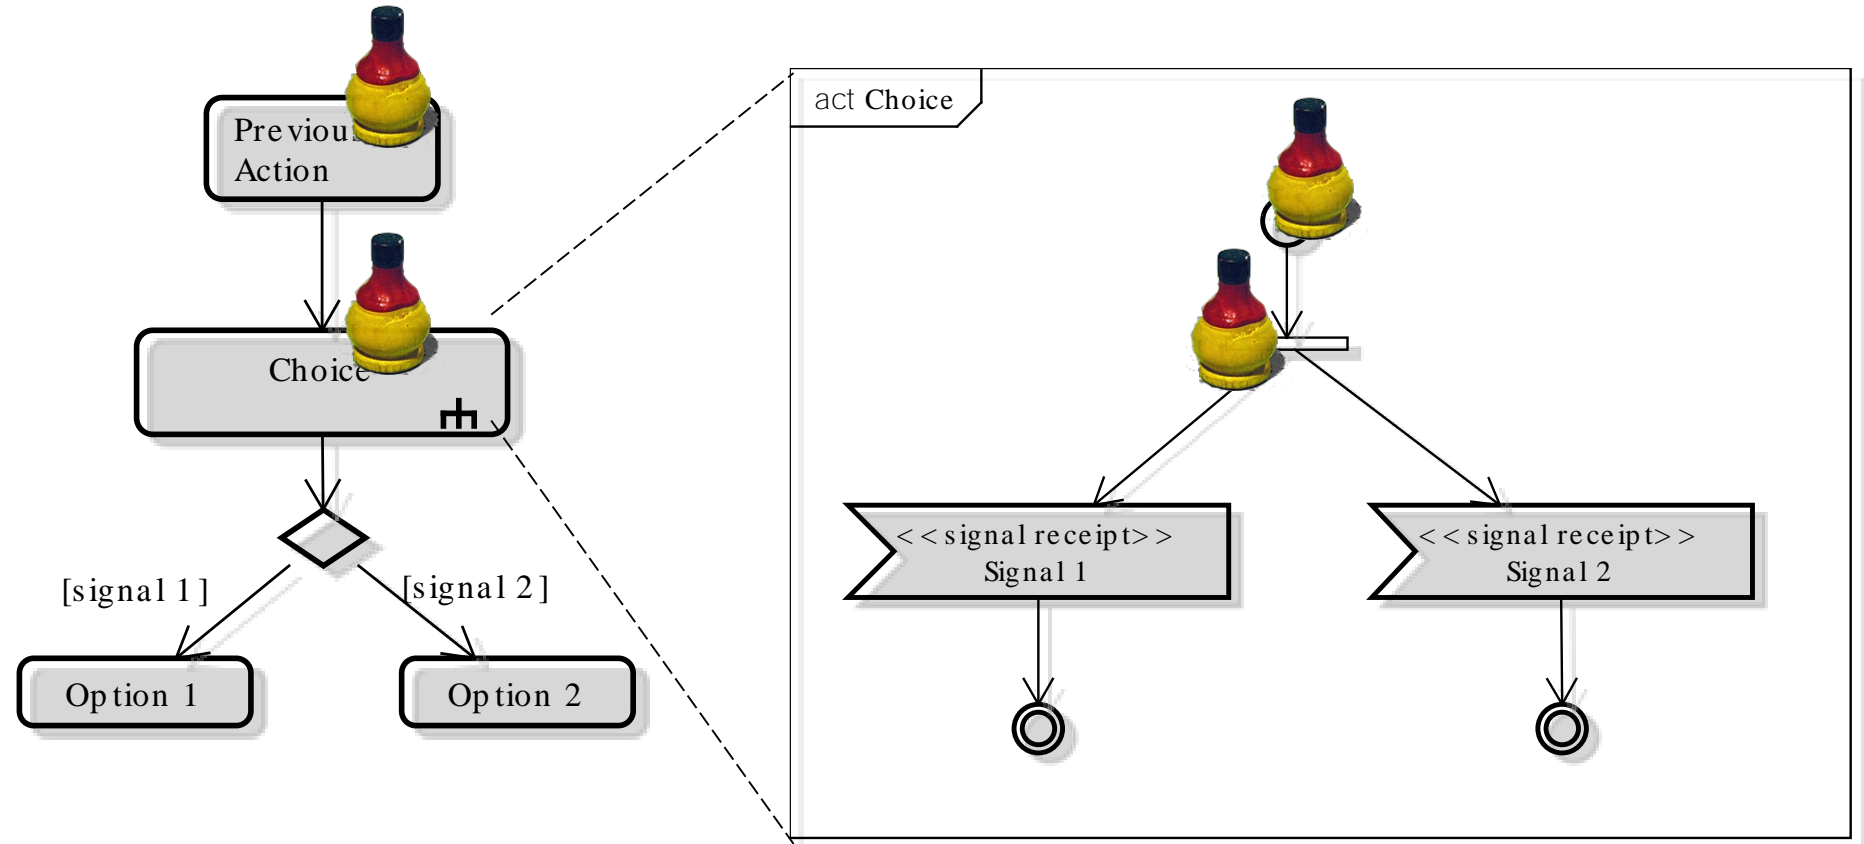 Action
Choice
[signal 1]
[signal 2]
Option 1
Option 2
act Choice
<<signal receipt>>
Signal 1
<<signal receipt>>
Signal 2